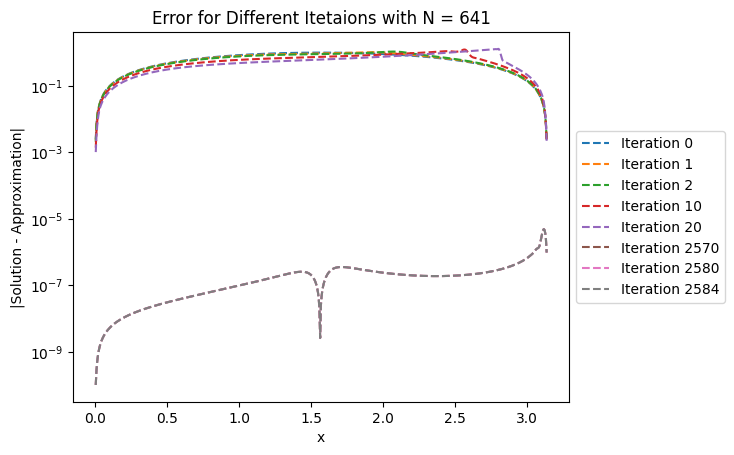 Error for Different Itetaions with N = 641
|Solution - Approximation|
10⁻¹
10⁻³
10⁻⁵
10⁻⁷
10⁻⁹
0.0 0.5 1.0 1.5 2.0 2.5 3.0
x
Iteration 0
Iteration 1
Iteration 2
Iteration 10
Iteration 20
Iteration 2570
Iteration 2580
Iteration 2584